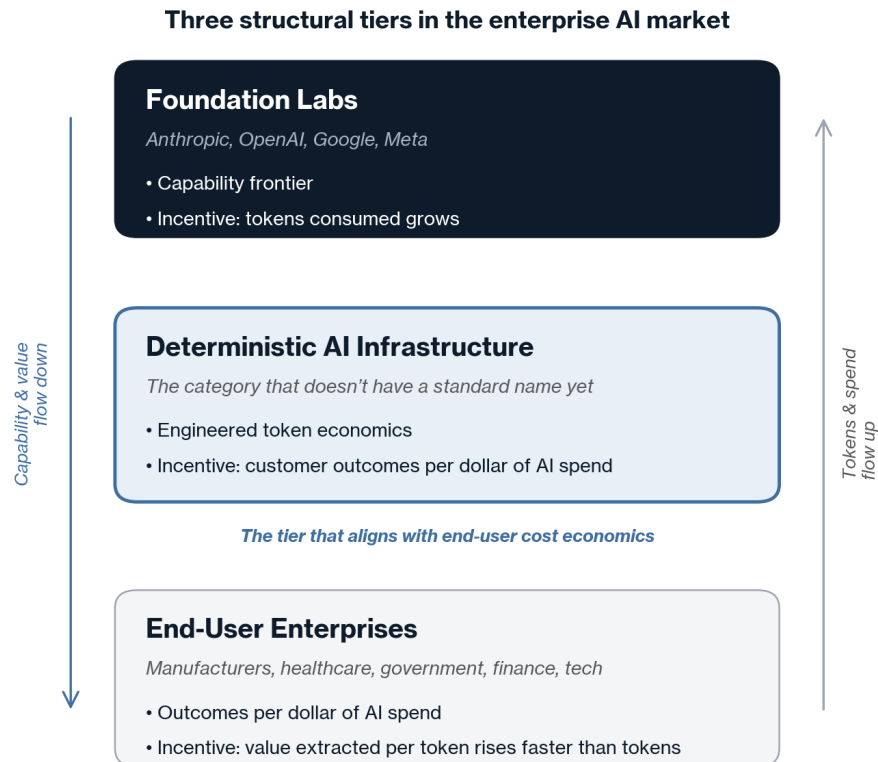 Three structural tiers in the enterprise AI market
Foundation Labs
Anthropic, OpenAI, Google, Meta
• Capability frontier
• Incentive: tokens consumed grows
Capability & value
flow down
Deterministic AI Infrastructure
The category that doesn’t have a standard name yet
• Engineered token economics
• Incentive: customer outcomes per dollar of AI spend
Tokens & spend
flow up
The tier that aligns with end-user cost economics
End-User Enterprises
Manufacturers, healthcare, government, finance, tech
• Outcomes per dollar of AI spend
• Incentive: value extracted per token rises faster than tokens